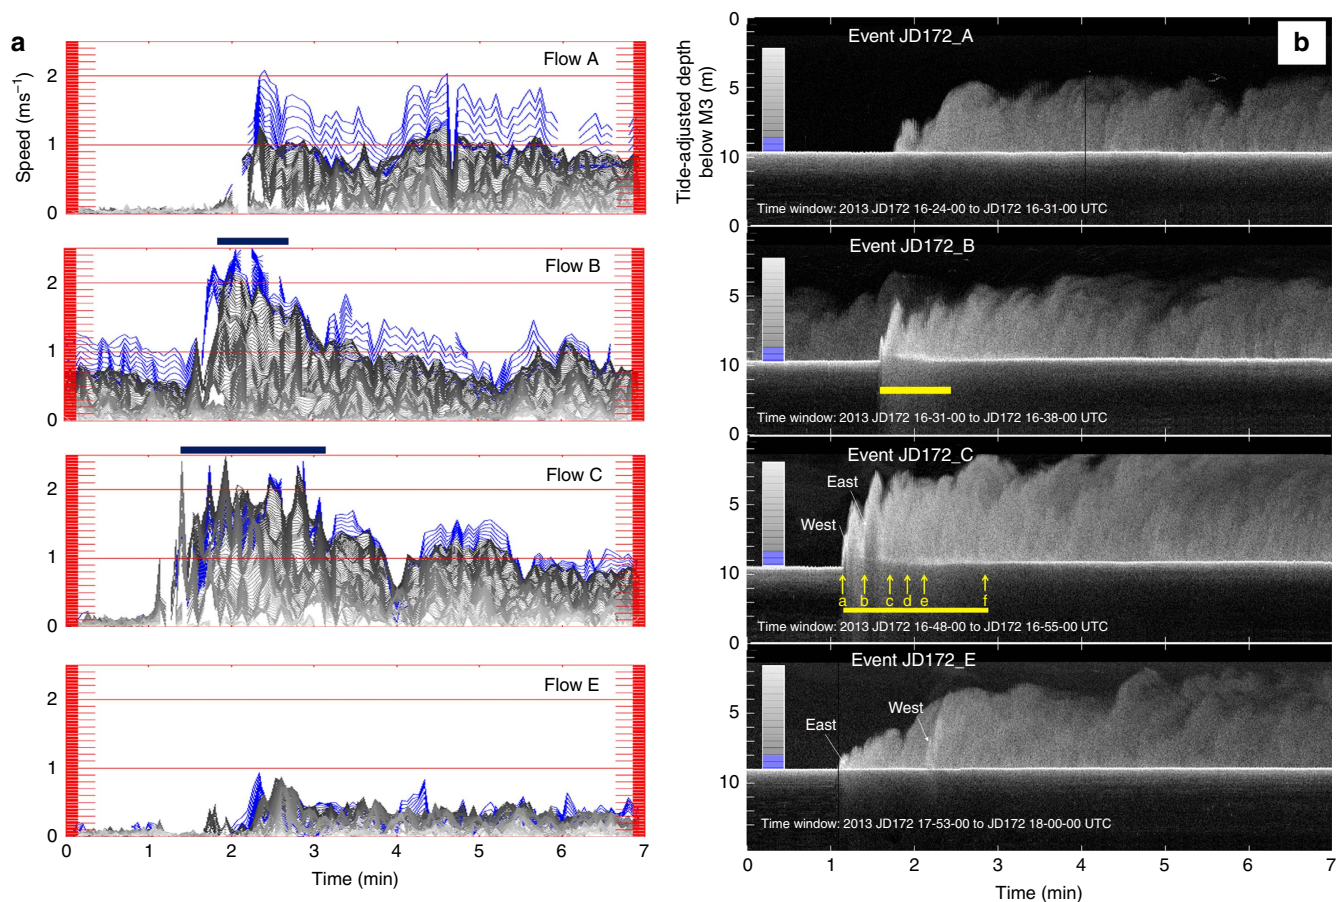 a
Speed (ms⁻¹)
Flow A
2
1
0
Flow B
2
1
0
Flow C
2
1
0
Flow E
2
1
0
0 1 2 3 4 5 6 7
Time (min)
b
Tide-adjusted depth
below M3 (m)
0
5
10
0
5
10
0
5
10
0
5
10
Event JD172_A
Time window: 2013 JD172 16-24-00 to JD172 16-31-00 UTC
Event JD172_B
Time window: 2013 JD172 16-31-00 to JD172 16-38-00 UTC
Event JD172_C
East
West
a b c d e f
Time window: 2013 JD172 16-48-00 to JD172 16-55-00 UTC
Event JD172_E
West
East
Time window: 2013 JD172 17-53-00 to JD172 18-00-00 UTC
0 1 2 3 4 5 6 7
Time (min)